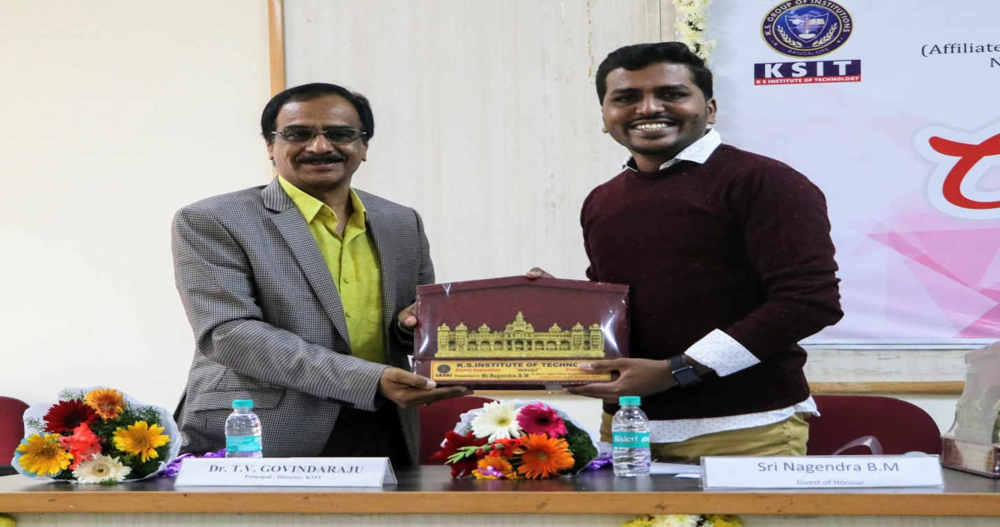 K.S. GROUP OF INSTITUTIONS
BANGALORE
KSIT
K S INSTITUTE OF TECHNOLOGY
(Affiliate
N
K.S.INSTITUTE OF TECHNO
Alumni Association
Presented to Mr.Nagendra.B.M
Bisleri
Dr. T.V. GOVINDARAJU
Principal / Director, KSIT
Sri Nagendra B.M
Guest of Honour